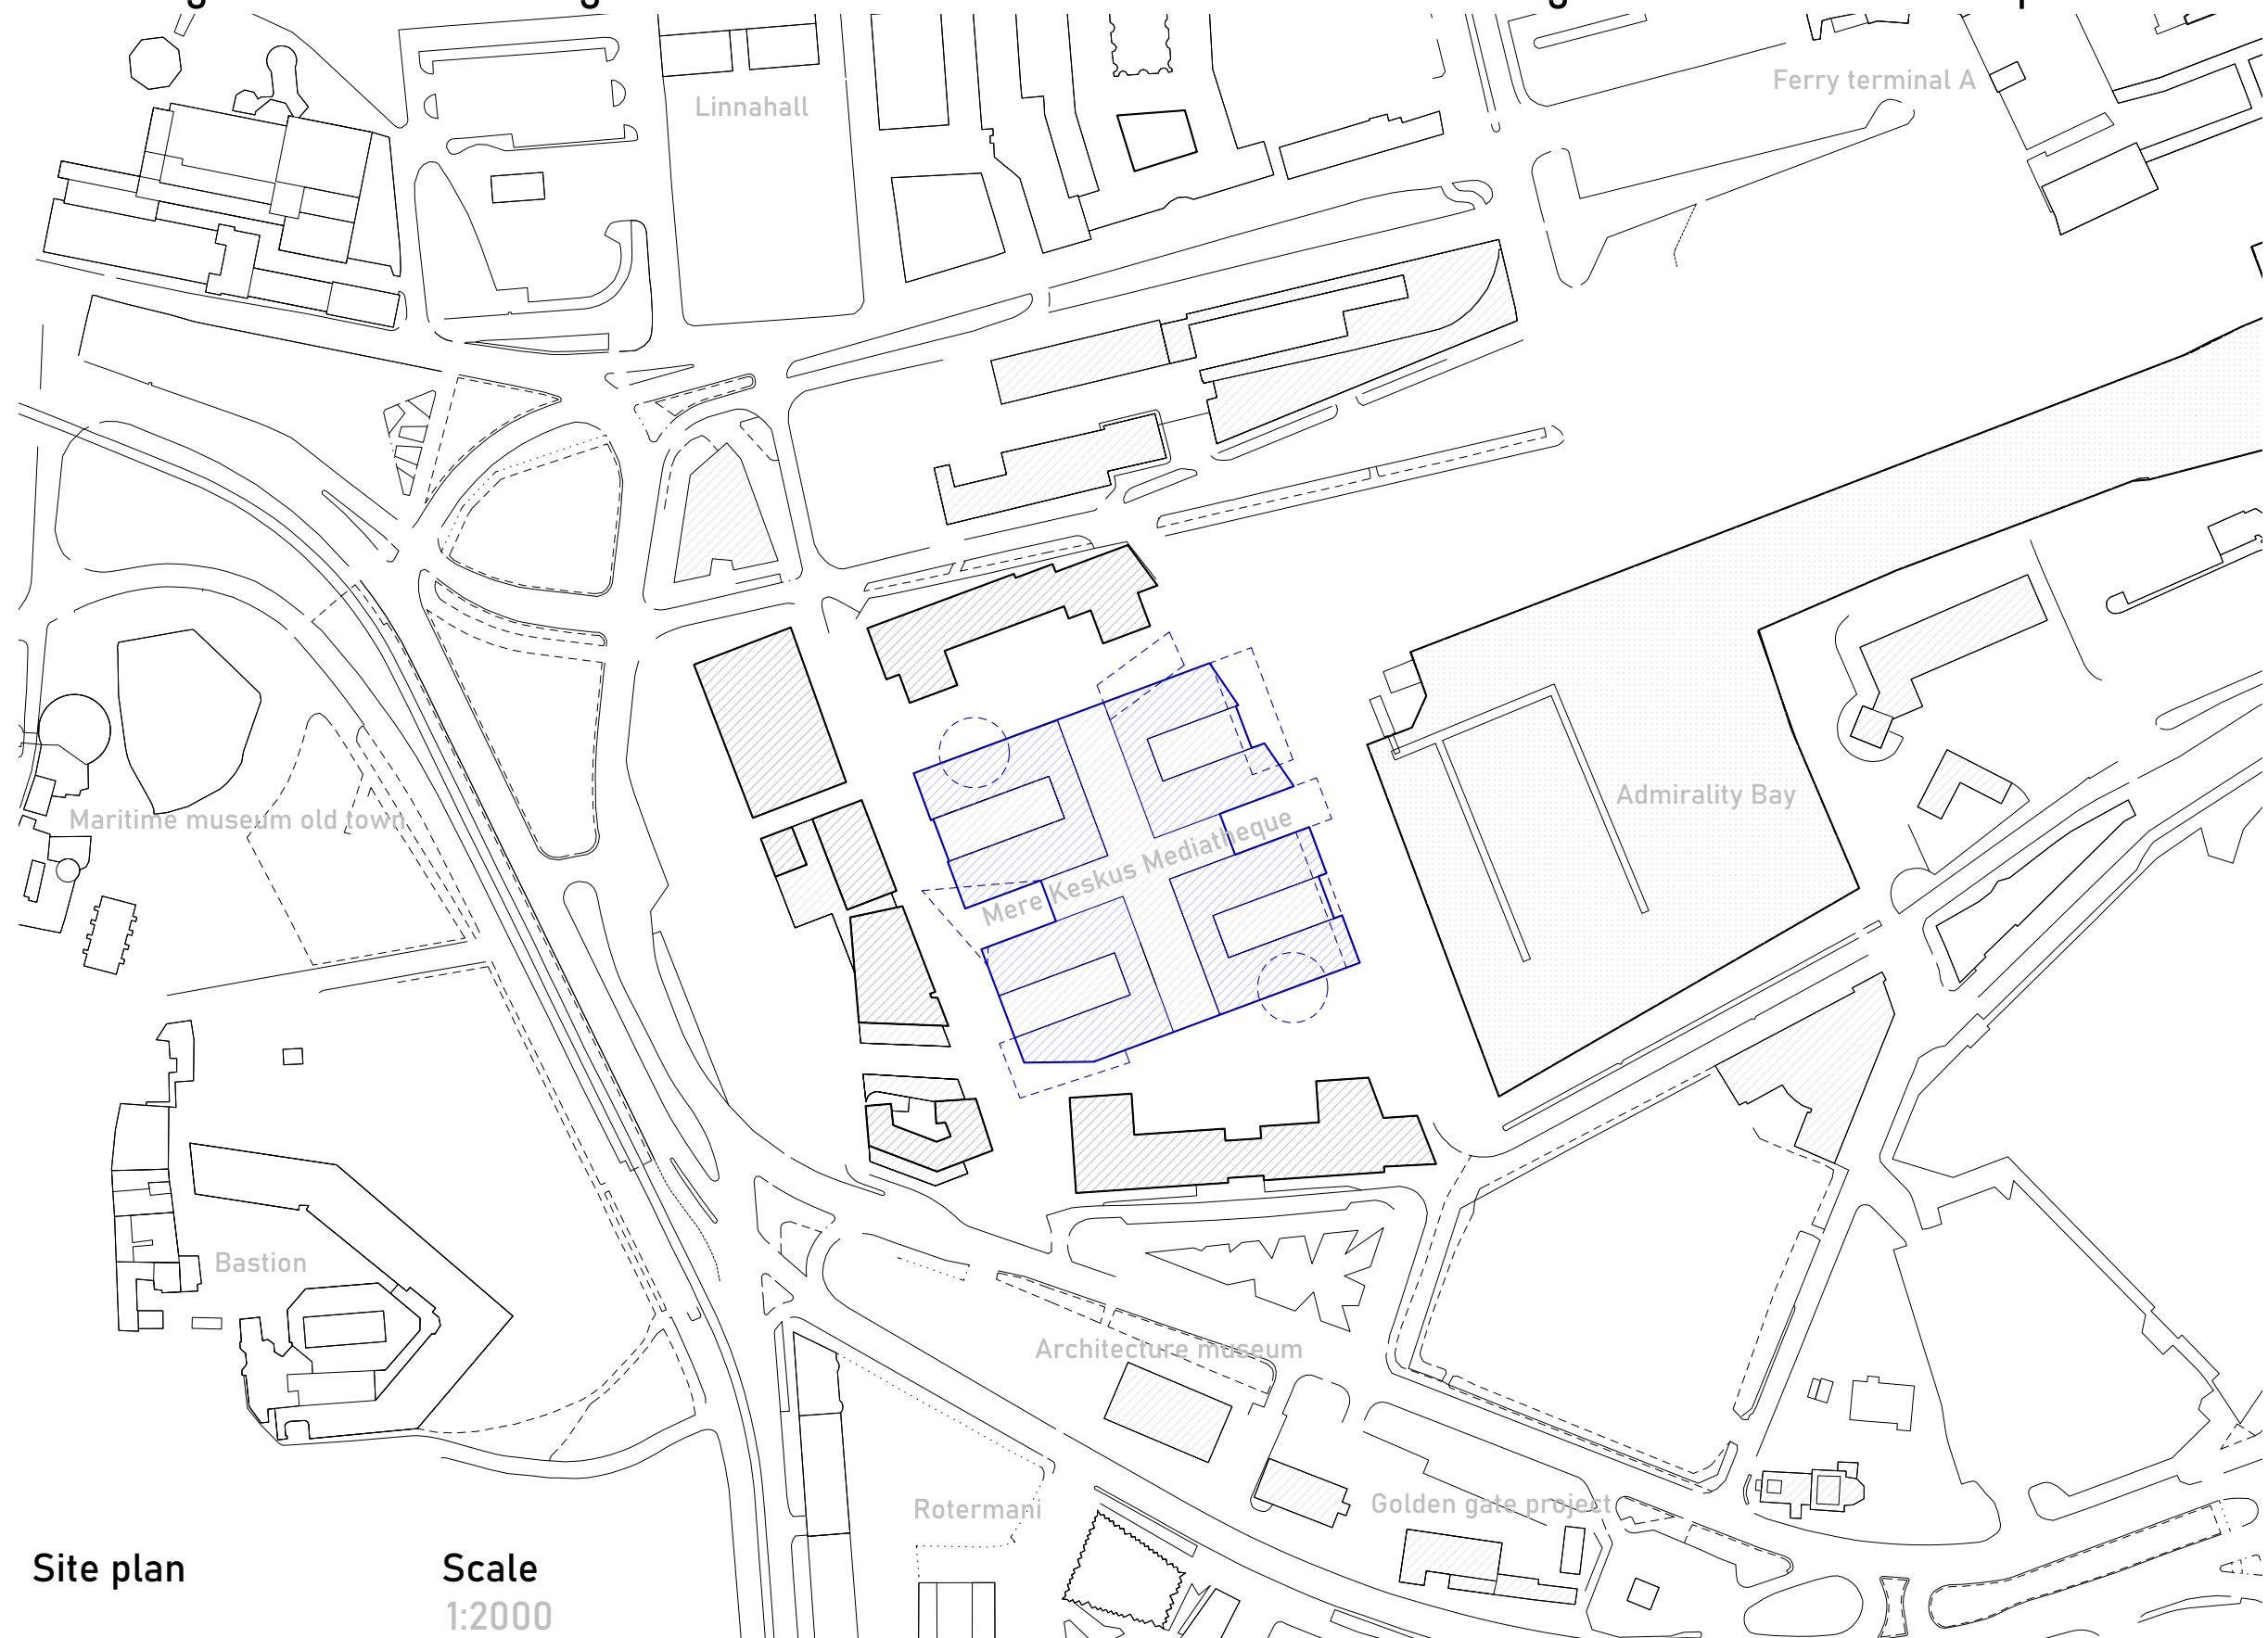 Linnahall
Ferry terminal A
Maritime museum old town
Mere Keskus Mediatheque
Admirality Bay
Bastion
Architecture museum
Rotermani
Golden gate project
Site plan
Scale
1:2000